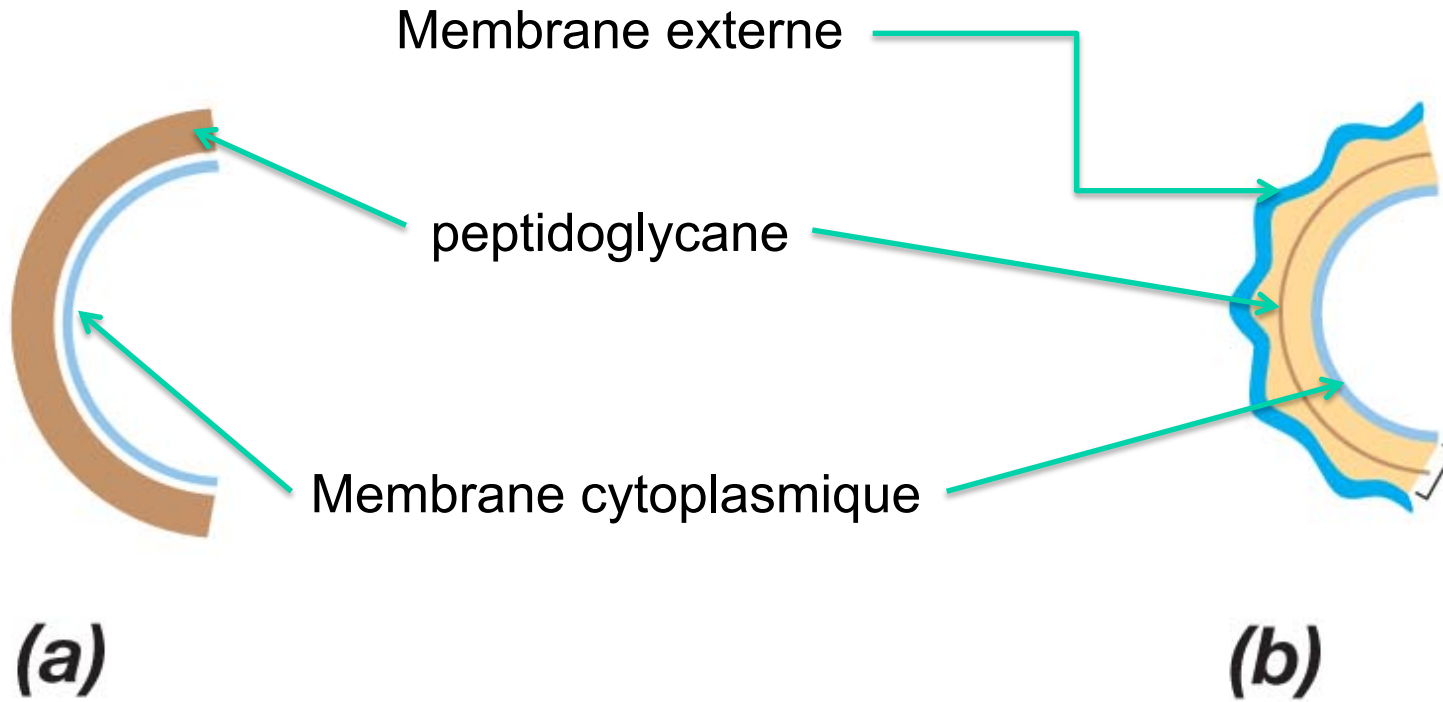 Membrane externe
peptidoglycane
Membrane cytoplasmique
(a)
(b)